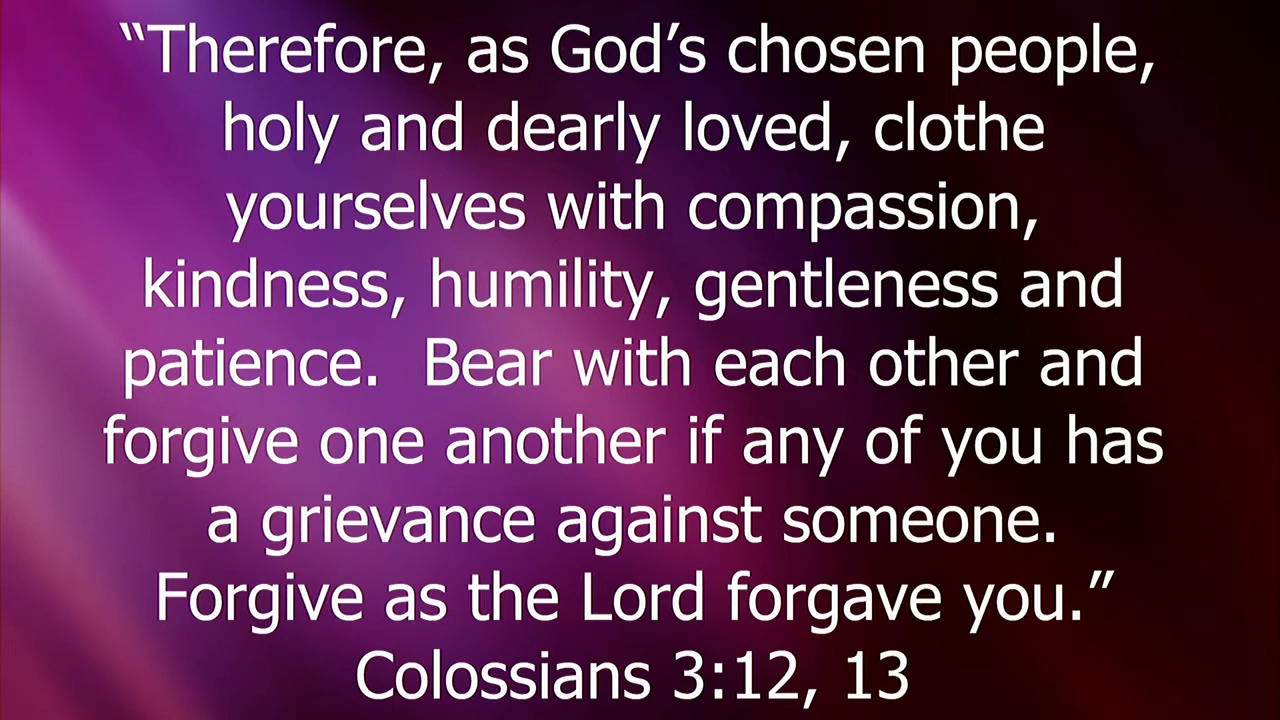 “Therefore, as God’s chosen people,
holy and dearly loved, clothe
yourselves with compassion,
kindness, humility, gentleness and
patience.  Bear with each other and
forgive one another if any of you has
a grievance against someone.
Forgive as the Lord forgave you.”
Colossians 3:12, 13